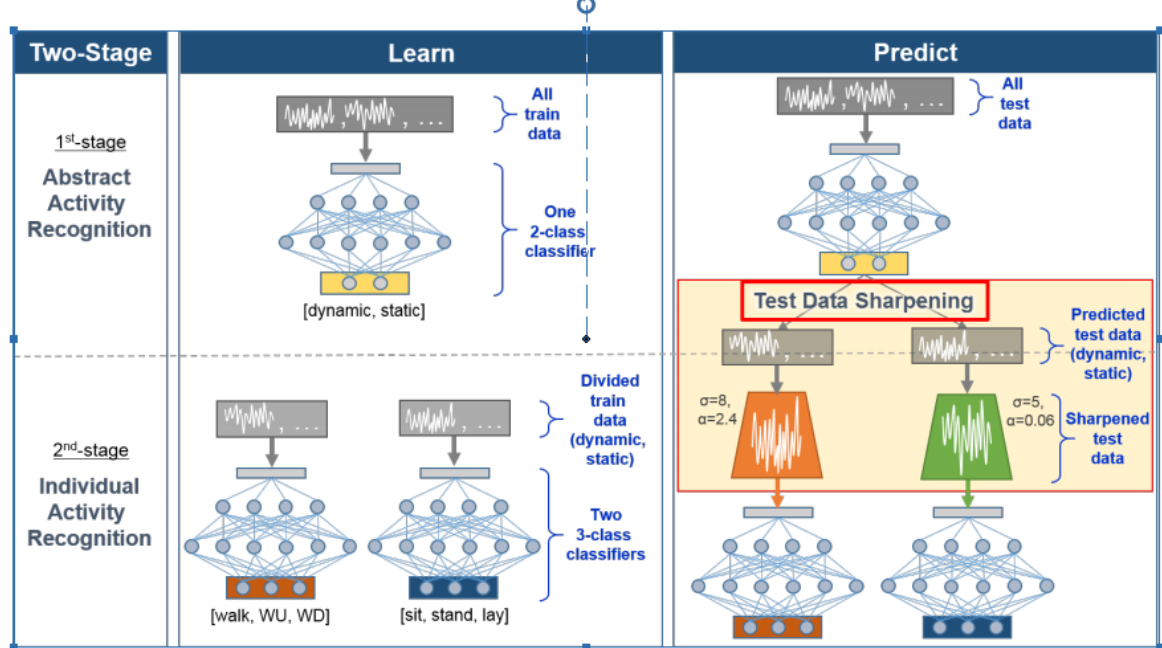 Two-Stage
Learn
Predict
1st-stage
Abstract
Activity
Recognition
, , ...
All
train
data
One
2-class
classifier
[dynamic, static]
, , ...
All
test
data
Test Data Sharpening
, ...
, ...
Predicted
test data
(dynamic,
static)
σ=8,
α=2.4
σ=5,
α=0.06
Sharpened
test
data
2nd-stage
Individual
Activity
Recognition
, ...
, ...
Divided
train
data
(dynamic,
static)
Two
3-class
classifiers
[walk, WU, WD]
[sit, stand, lay]